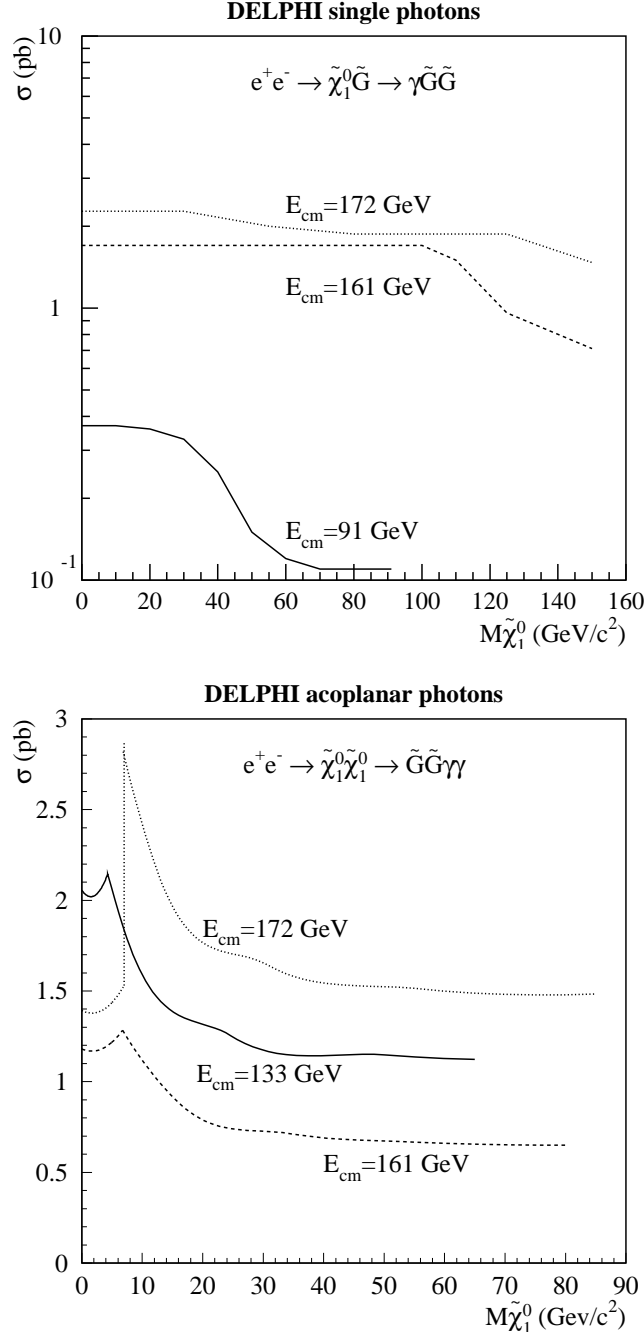 DELPHI single photons
σ (pb)
10
1
10⁻¹
e⁺e⁻ → χ̃₁⁰G̃ → γG̃G̃
E_cm=172 GeV
E_cm=161 GeV
E_cm=91 GeV
0 20 40 60 80 100 120 140 160
Mχ̃₁⁰ (GeV/c²)
DELPHI acoplanar photons
σ (pb)
3
2.5
2
1.5
1
0.5
0
e⁺e⁻ → χ̃₁⁰χ̃₁⁰ → G̃G̃γγ
E_cm=172 GeV
E_cm=133 GeV
E_cm=161 GeV
0 10 20 30 40 50 60 70 80 90
Mχ̃₁⁰ (Gev/c²)